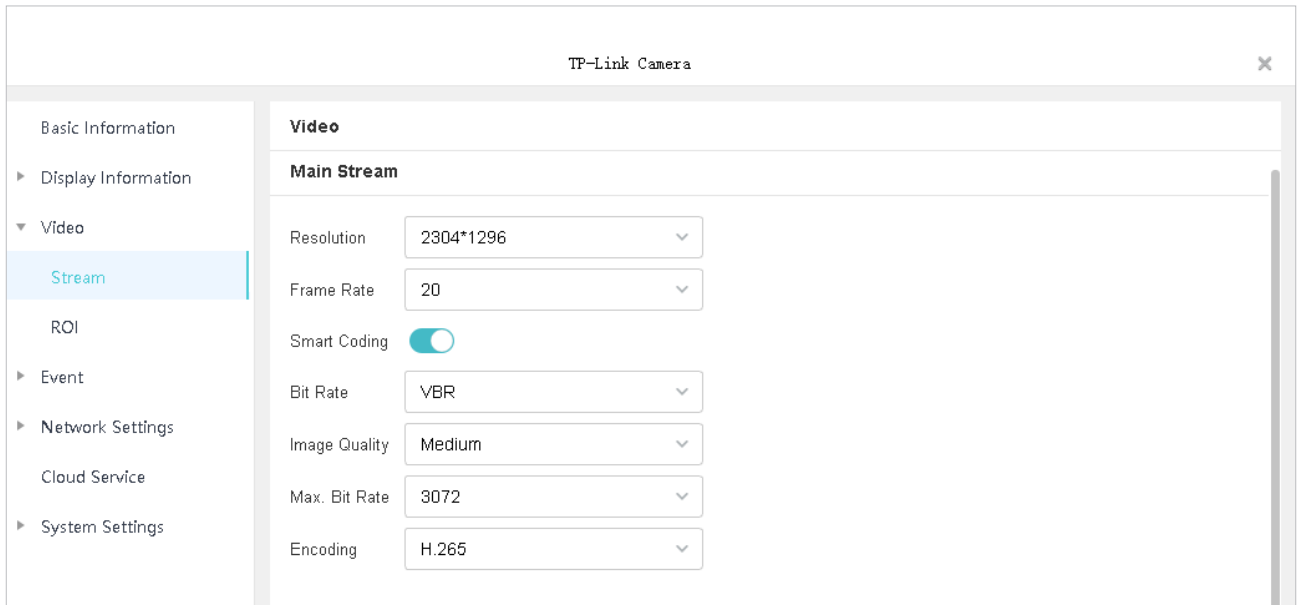 TP-Link Camera
Basic Information
Display Information
Video
Stream
ROI
Event
Network Settings
Cloud Service
System Settings
Video
Main Stream
Resolution 2304*1296
Frame Rate 20
Smart Coding
Bit Rate VBR
Image Quality Medium
Max. Bit Rate 3072
Encoding H.265